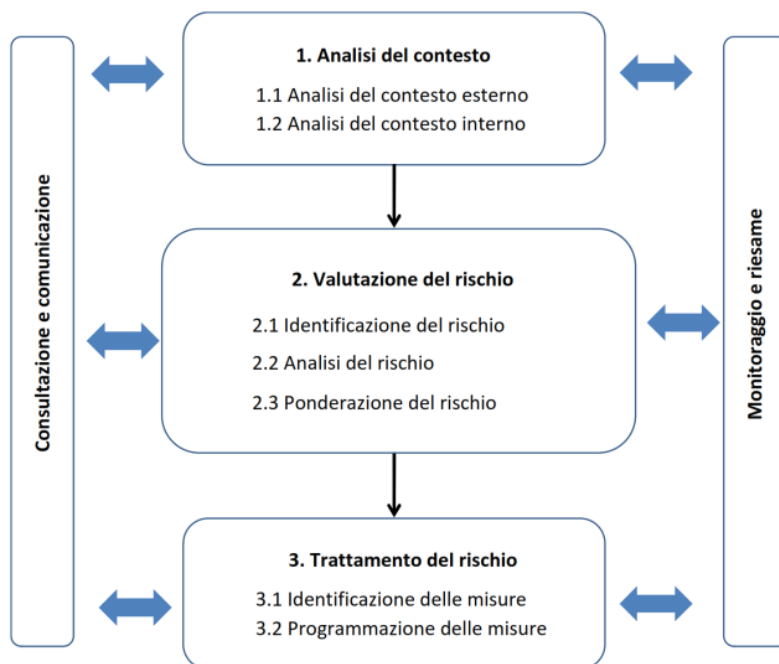 Consultazione e comunicazione
1. Analisi del contesto
1.1 Analisi del contesto esterno
1.2 Analisi del contesto interno
2. Valutazione del rischio
2.1 Identificazione del rischio
2.2 Analisi del rischio
2.3 Ponderazione del rischio
3. Trattamento del rischio
3.1 Identificazione delle misure
3.2 Programmazione delle misure
Monitoraggio e riesame